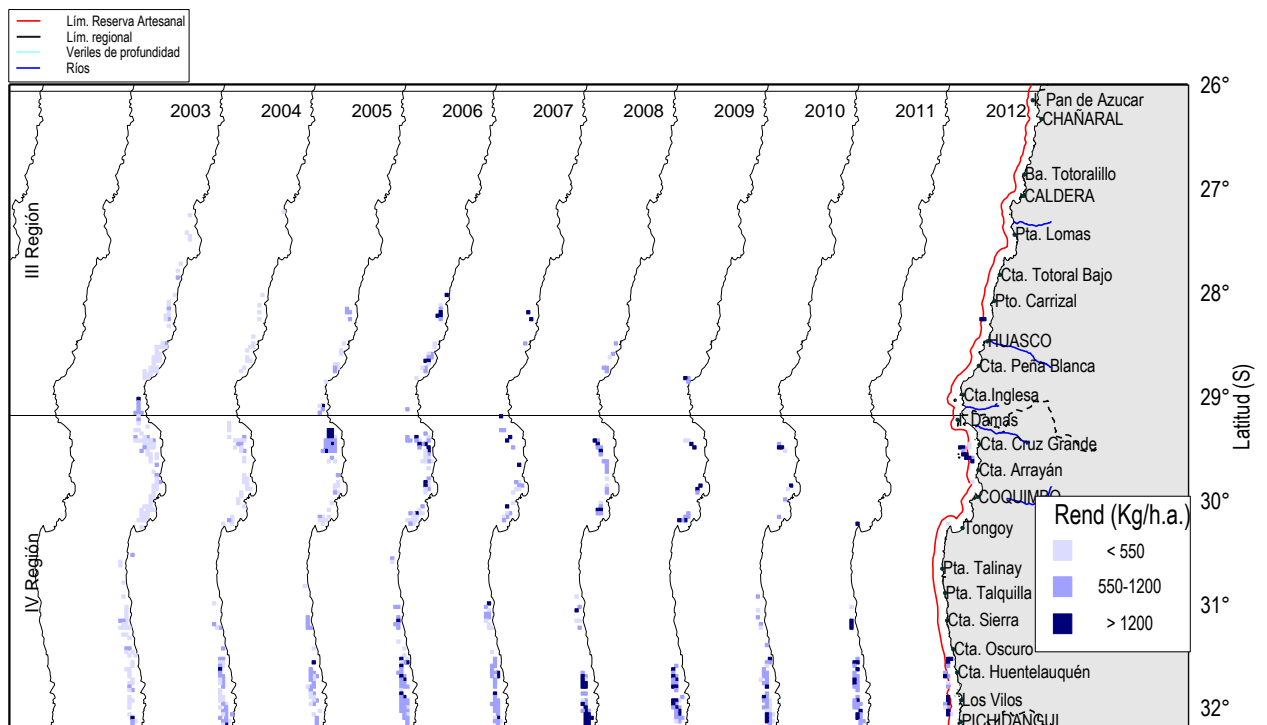 Lím. Reserva Artesanal
Lím. regional
Veriles de profundidad
Ríos
2003 2004 2005 2006 2007 2008 2009 2010 2011 2012
26°
Pan de Azucar
CHAÑARAL
Ba. Totoralillo
27°
CALDERA
Pta. Lomas
III Región
Cta. Totoral Bajo
28°
Pto. Carrizal
HUASCO
Cta. Peña Blanca
Cta.Inglesa
29°
Damas
Cta. Cruz Grande
Cta. Arrayán
Latitud (S)
COQUIMBO
30°
Tongoy
Rend (Kg/h.a.)
< 550
550-1200
> 1200
IV Región
Pta. Talinay
Pta. Talquilla
31°
Cta. Sierra
Cta. Oscuro
Cta. Huentelauquén
Los Vilos
32°
PICHIDANGUI